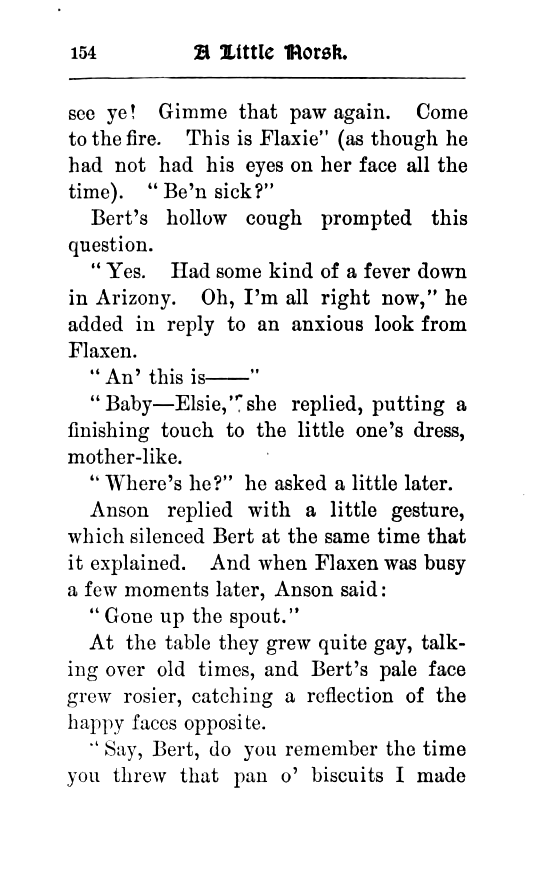 154 A Little Norsk.
see ye! Gimme that paw again. Come
to the fire. This is Flaxie" (as though he
had not had his eyes on her face all the
time). "Be'n sick?"
Bert's hollow cough prompted this
question.
"Yes. Had some kind of a fever down
in Arizony. Oh, I'm all right now," he
added in reply to an anxious look from
Flaxen.
"An' this is——"
"Baby—Elsie," she replied, putting a
finishing touch to the little one's dress,
mother-like.
"Where's he?" he asked a little later.
Anson replied with a little gesture,
which silenced Bert at the same time that
it explained. And when Flaxen was busy
a few moments later, Anson said:
"Gone up the spout."
At the table they grew quite gay, talk-
ing over old times, and Bert's pale face
grew rosier, catching a reflection of the
happy faces opposite.
"Say, Bert, do you remember the time
you threw that pan o' biscuits I made